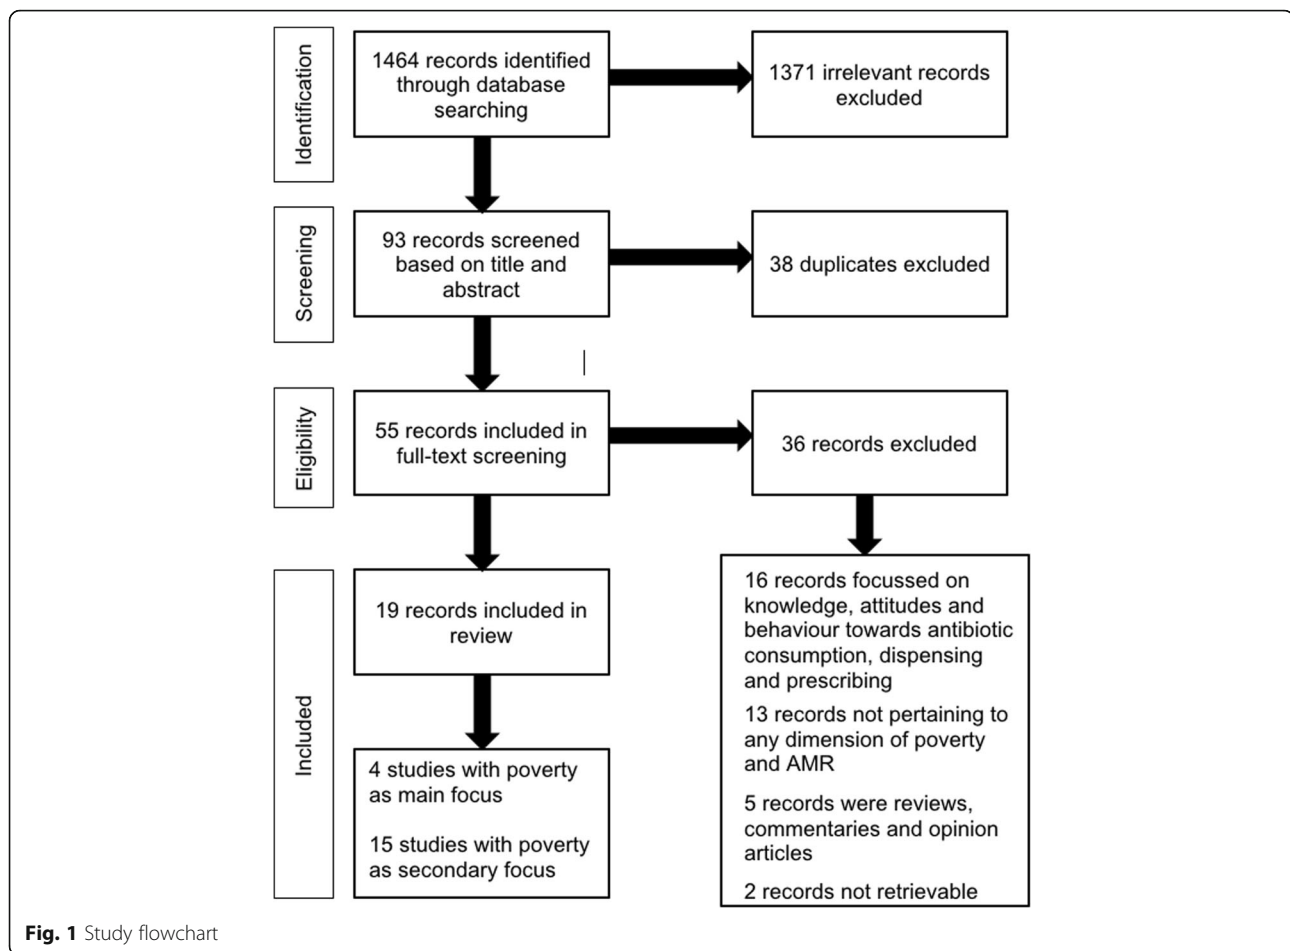 Identification
1464 records identified
through database
searching
1371 irrelevant records
excluded
Screening
93 records screened
based on title and
abstract
38 duplicates excluded
Eligibility
55 records included in
full-text screening
36 records excluded
16 records focussed on
knowledge, attitudes and
behaviour towards antibiotic
consumption, dispensing
and prescribing
13 records not pertaining to
any dimension of poverty
and AMR
5 records were reviews,
commentaries and opinion
articles
2 records not retrievable
Included
19 records included in
review
4 studies with poverty
as main focus
15 studies with poverty
as secondary focus
Fig. 1 Study flowchart